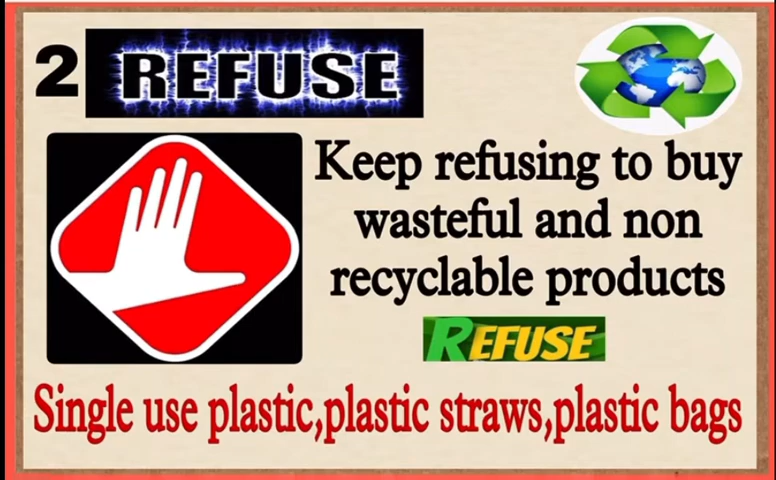 2 REFUSE
Keep refusing to buy
wasteful and non
recyclable products
REFUSE
Single use plastic,plastic straws,plastic bags